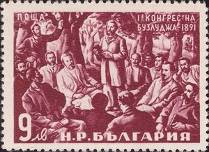 ПОЩА
I КОНГРЕС "НА
БУЗЛУДЖА" - 1891
9 лв
Н.Р.БЪЛГАРИЯ